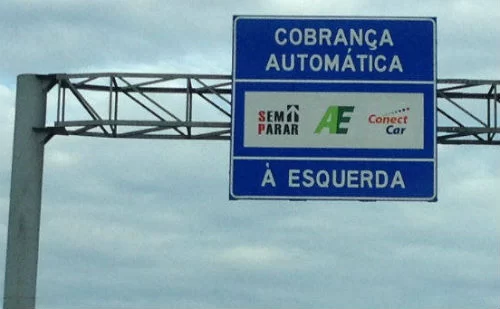 COBRANÇA
AUTOMÁTICA
SEM PARAR
AE
Conect Car
À ESQUERDA